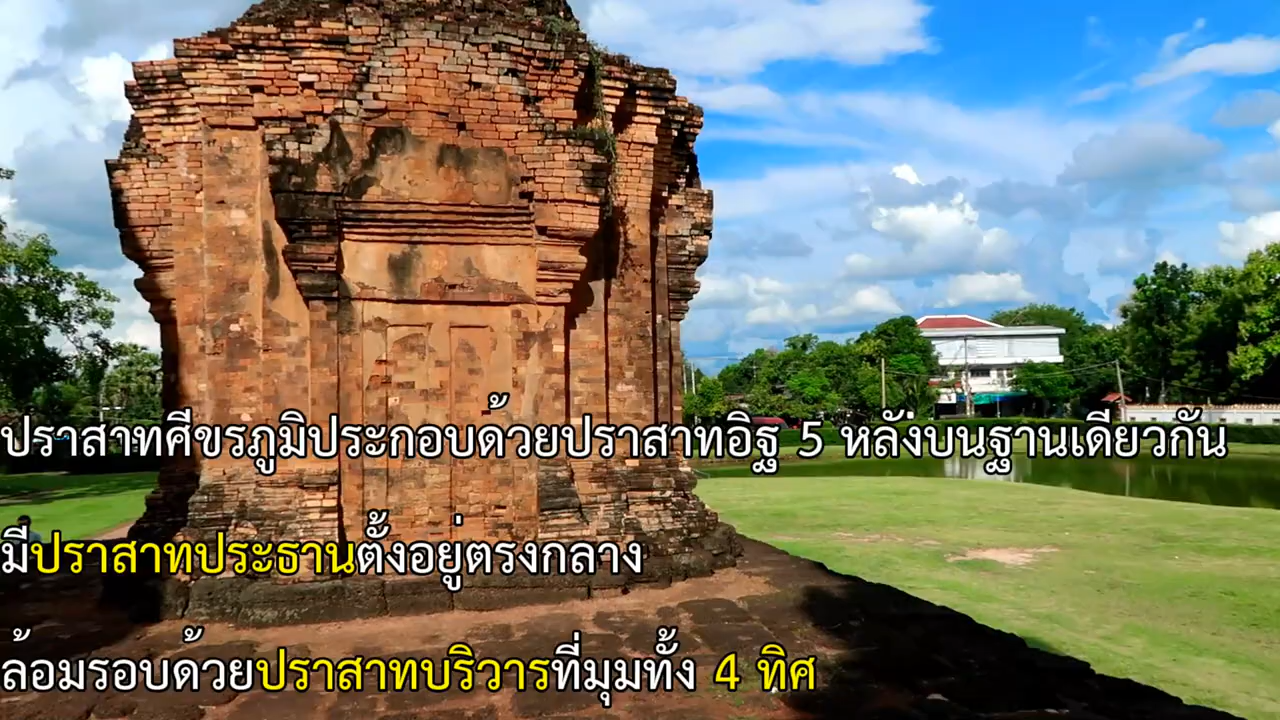 ปราสาทศีขรภูมิประกอบด้วยปราสาทอิฐ 5 หลังบนฐานเดียวกัน
มีปราสาทประธานตั้งอยู่ตรงกลาง
ล้อมรอบด้วยปราสาทบริวารที่มุมทั้ง 4 ทิศ